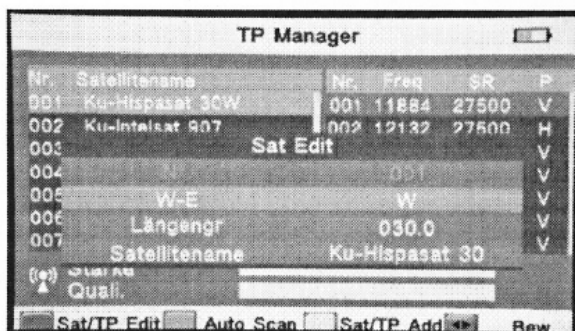 TP Manager
Nr. Satellitename Nr. Freq SR P
001 Ku-Hispasat 30W 001 11884 27500 V
002 Ku-Intelsat 907 002 12132 27500 H
Sat Edit
003 V
004 001 V
005 W-E W V
006 Längengr 030.0 V
007 Satellitename Ku-Hispasat 30 V
Stärke
Quali.
Sat/TP Edit Auto Scan Sat/TP Add Bew